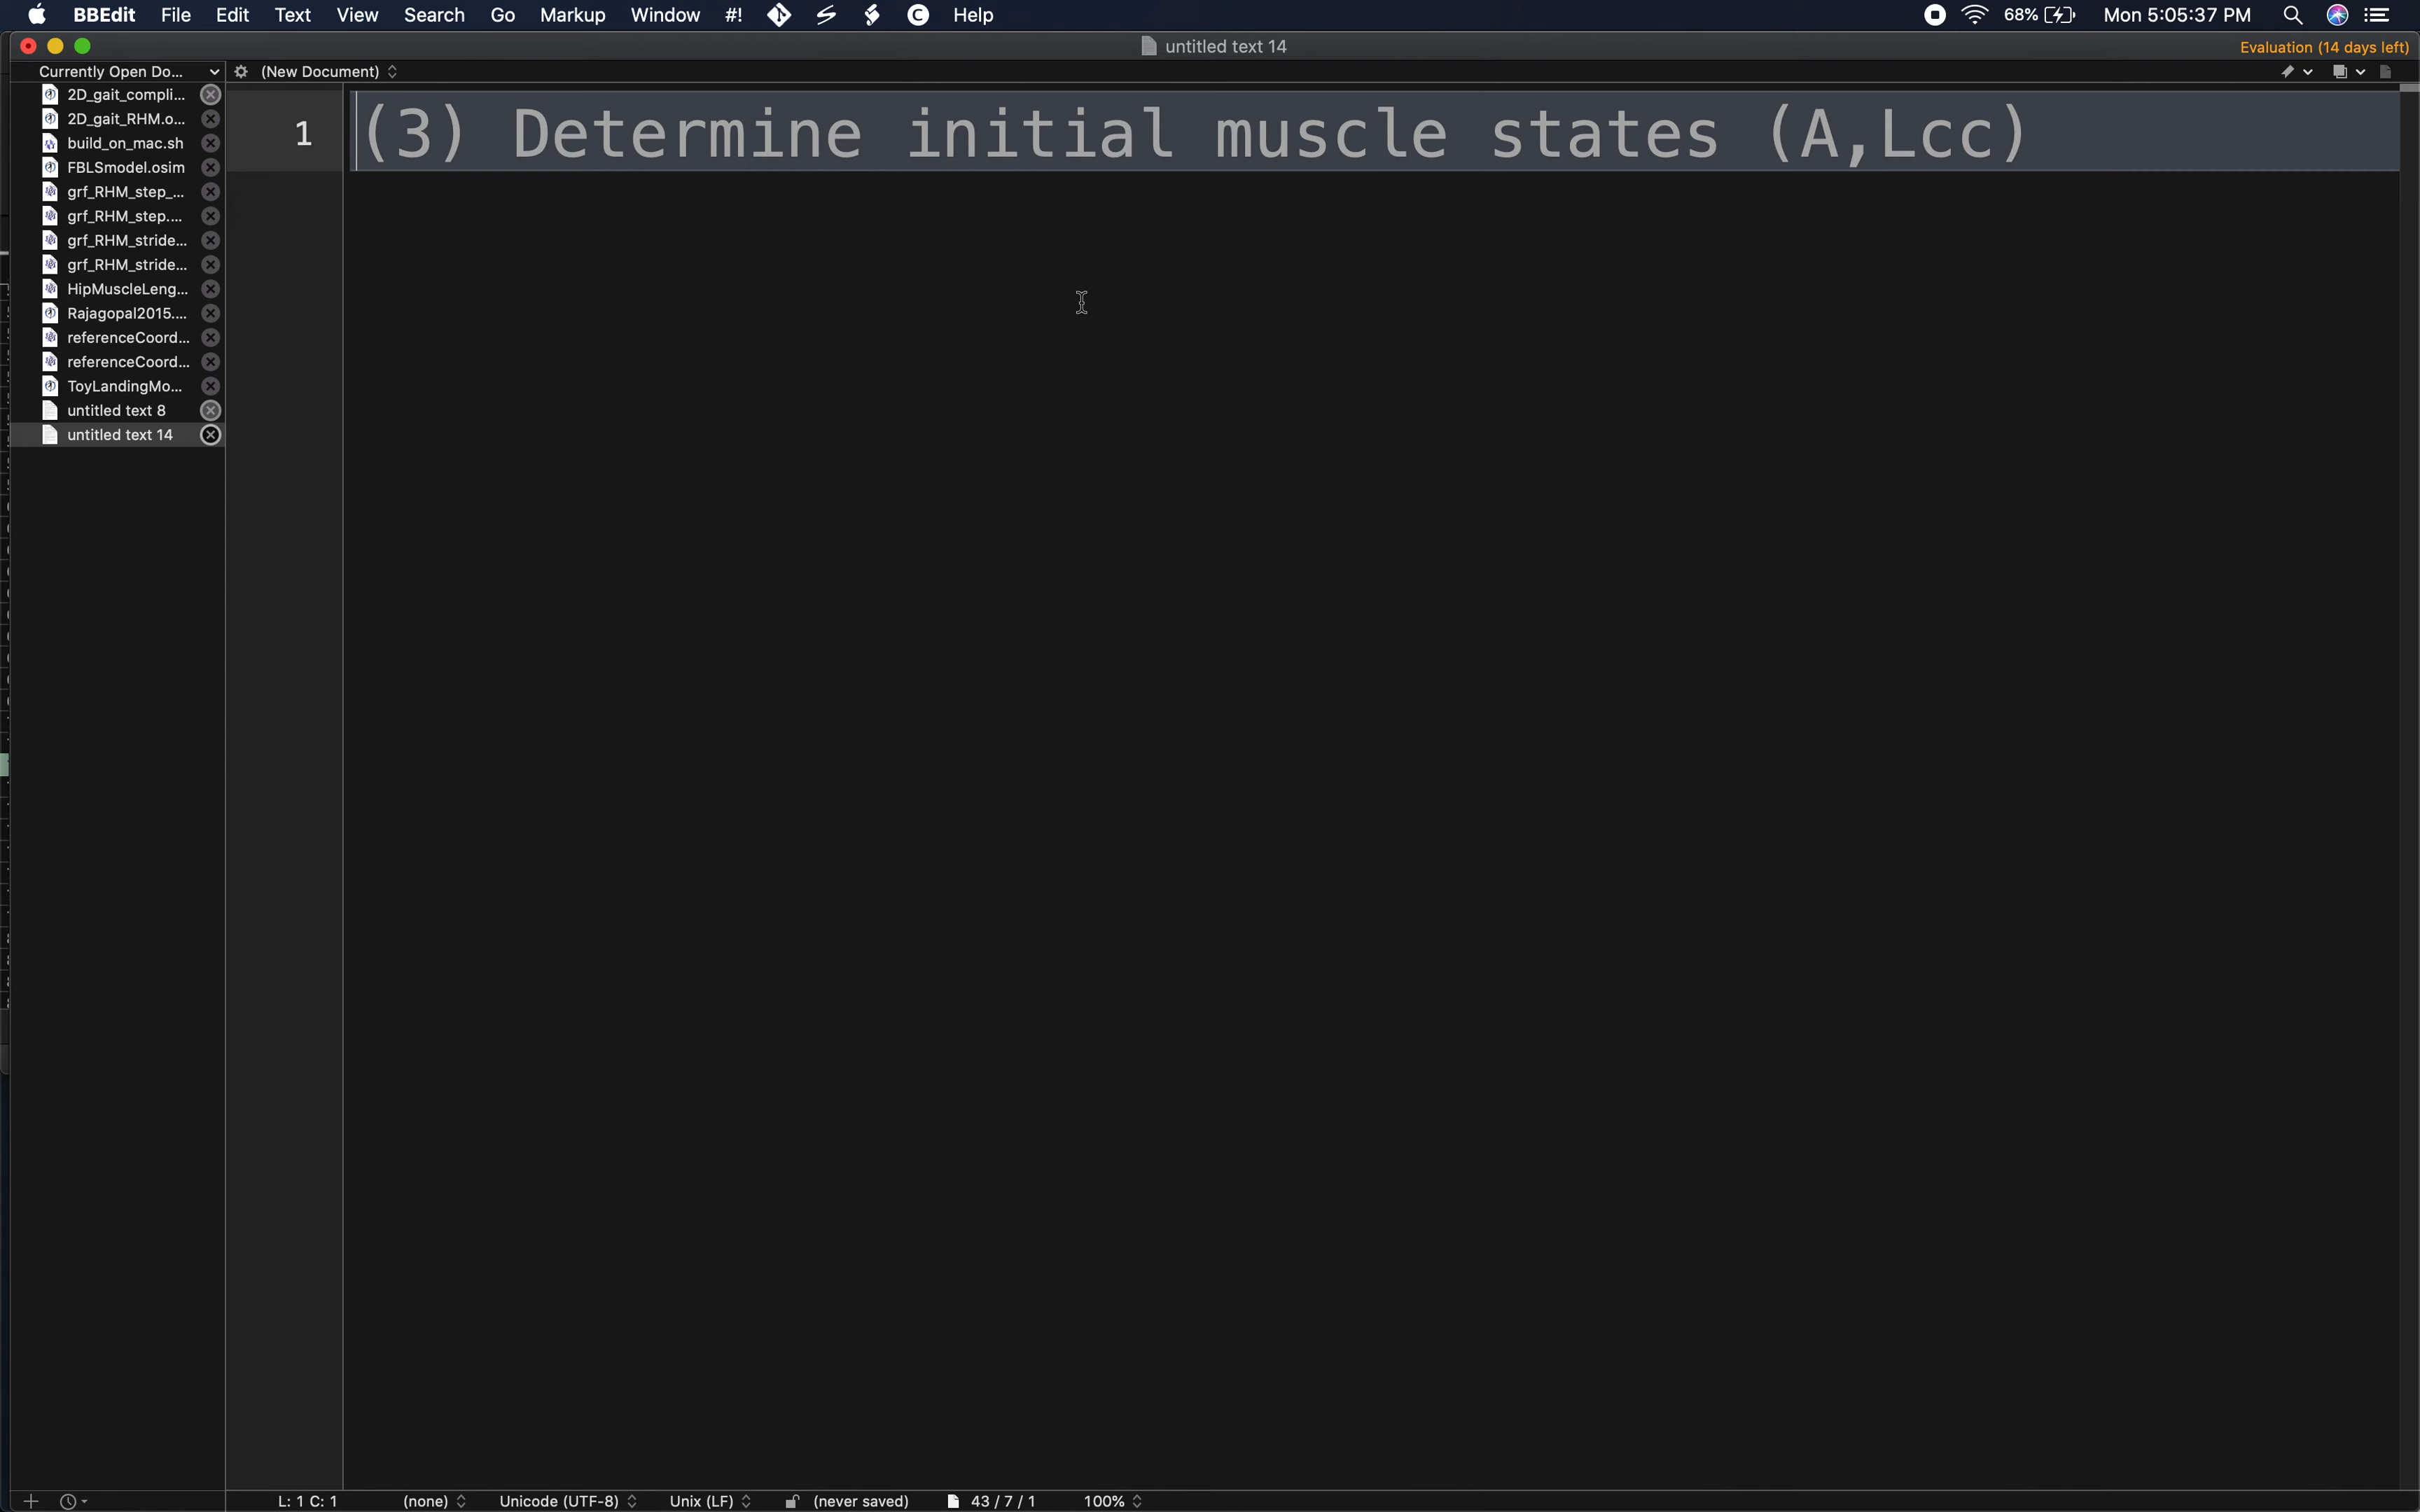 BBEdit File Edit Text View Search Go Markup Window #! C Help 68% Mon 5:05:37 PM
untitled text 14 Evaluation (14 days left)
Currently Open Do... (New Document)
2D_gait_compli...
2D_gait_RHM.o...
build_on_mac.sh
FBLSmodel.osim
grf_RHM_step_...
grf_RHM_step....
grf_RHM_stride...
grf_RHM_stride...
HipMuscleLeng...
Rajagopal2015....
referenceCoord...
referenceCoord...
ToyLandingMo...
untitled text 8
untitled text 14
1 (3) Determine initial muscle states (A,Lcc)
L: 1 C: 1 (none) Unicode (UTF-8) Unix (LF) (never saved) 43 / 7 / 1 100%